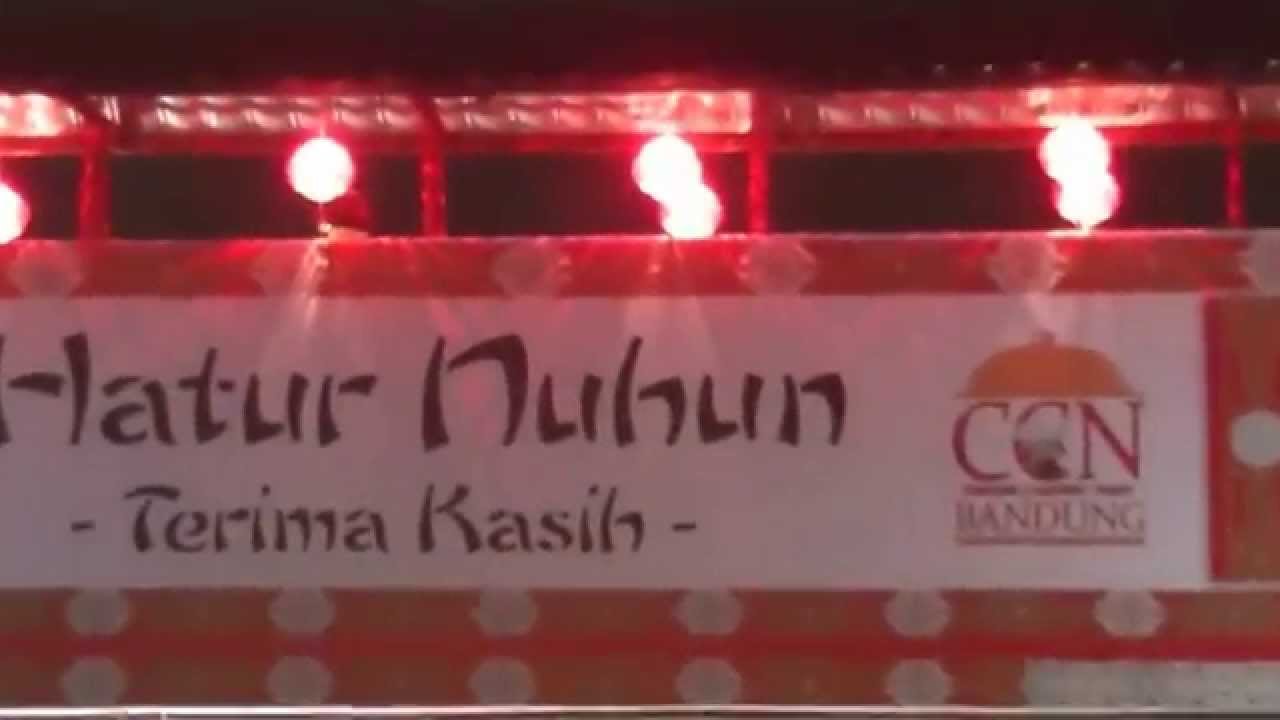 Hatur Nuhun
- Terima Kasih -
CCN
BANDUNG